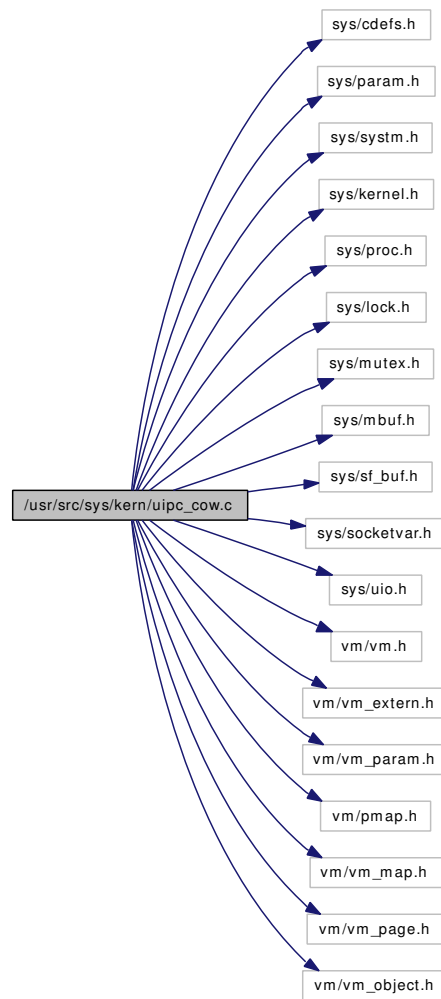 sys/cdefs.h
sys/param.h
sys/systm.h
sys/kernel.h
sys/proc.h
sys/lock.h
sys/mutex.h
sys/mbuf.h
sys/sf_buf.h
/usr/src/sys/kern/uipc_cow.c
sys/socketvar.h
sys/uio.h
vm/vm.h
vm/vm_extern.h
vm/vm_param.h
vm/pmap.h
vm/vm_map.h
vm/vm_page.h
vm/vm_object.h